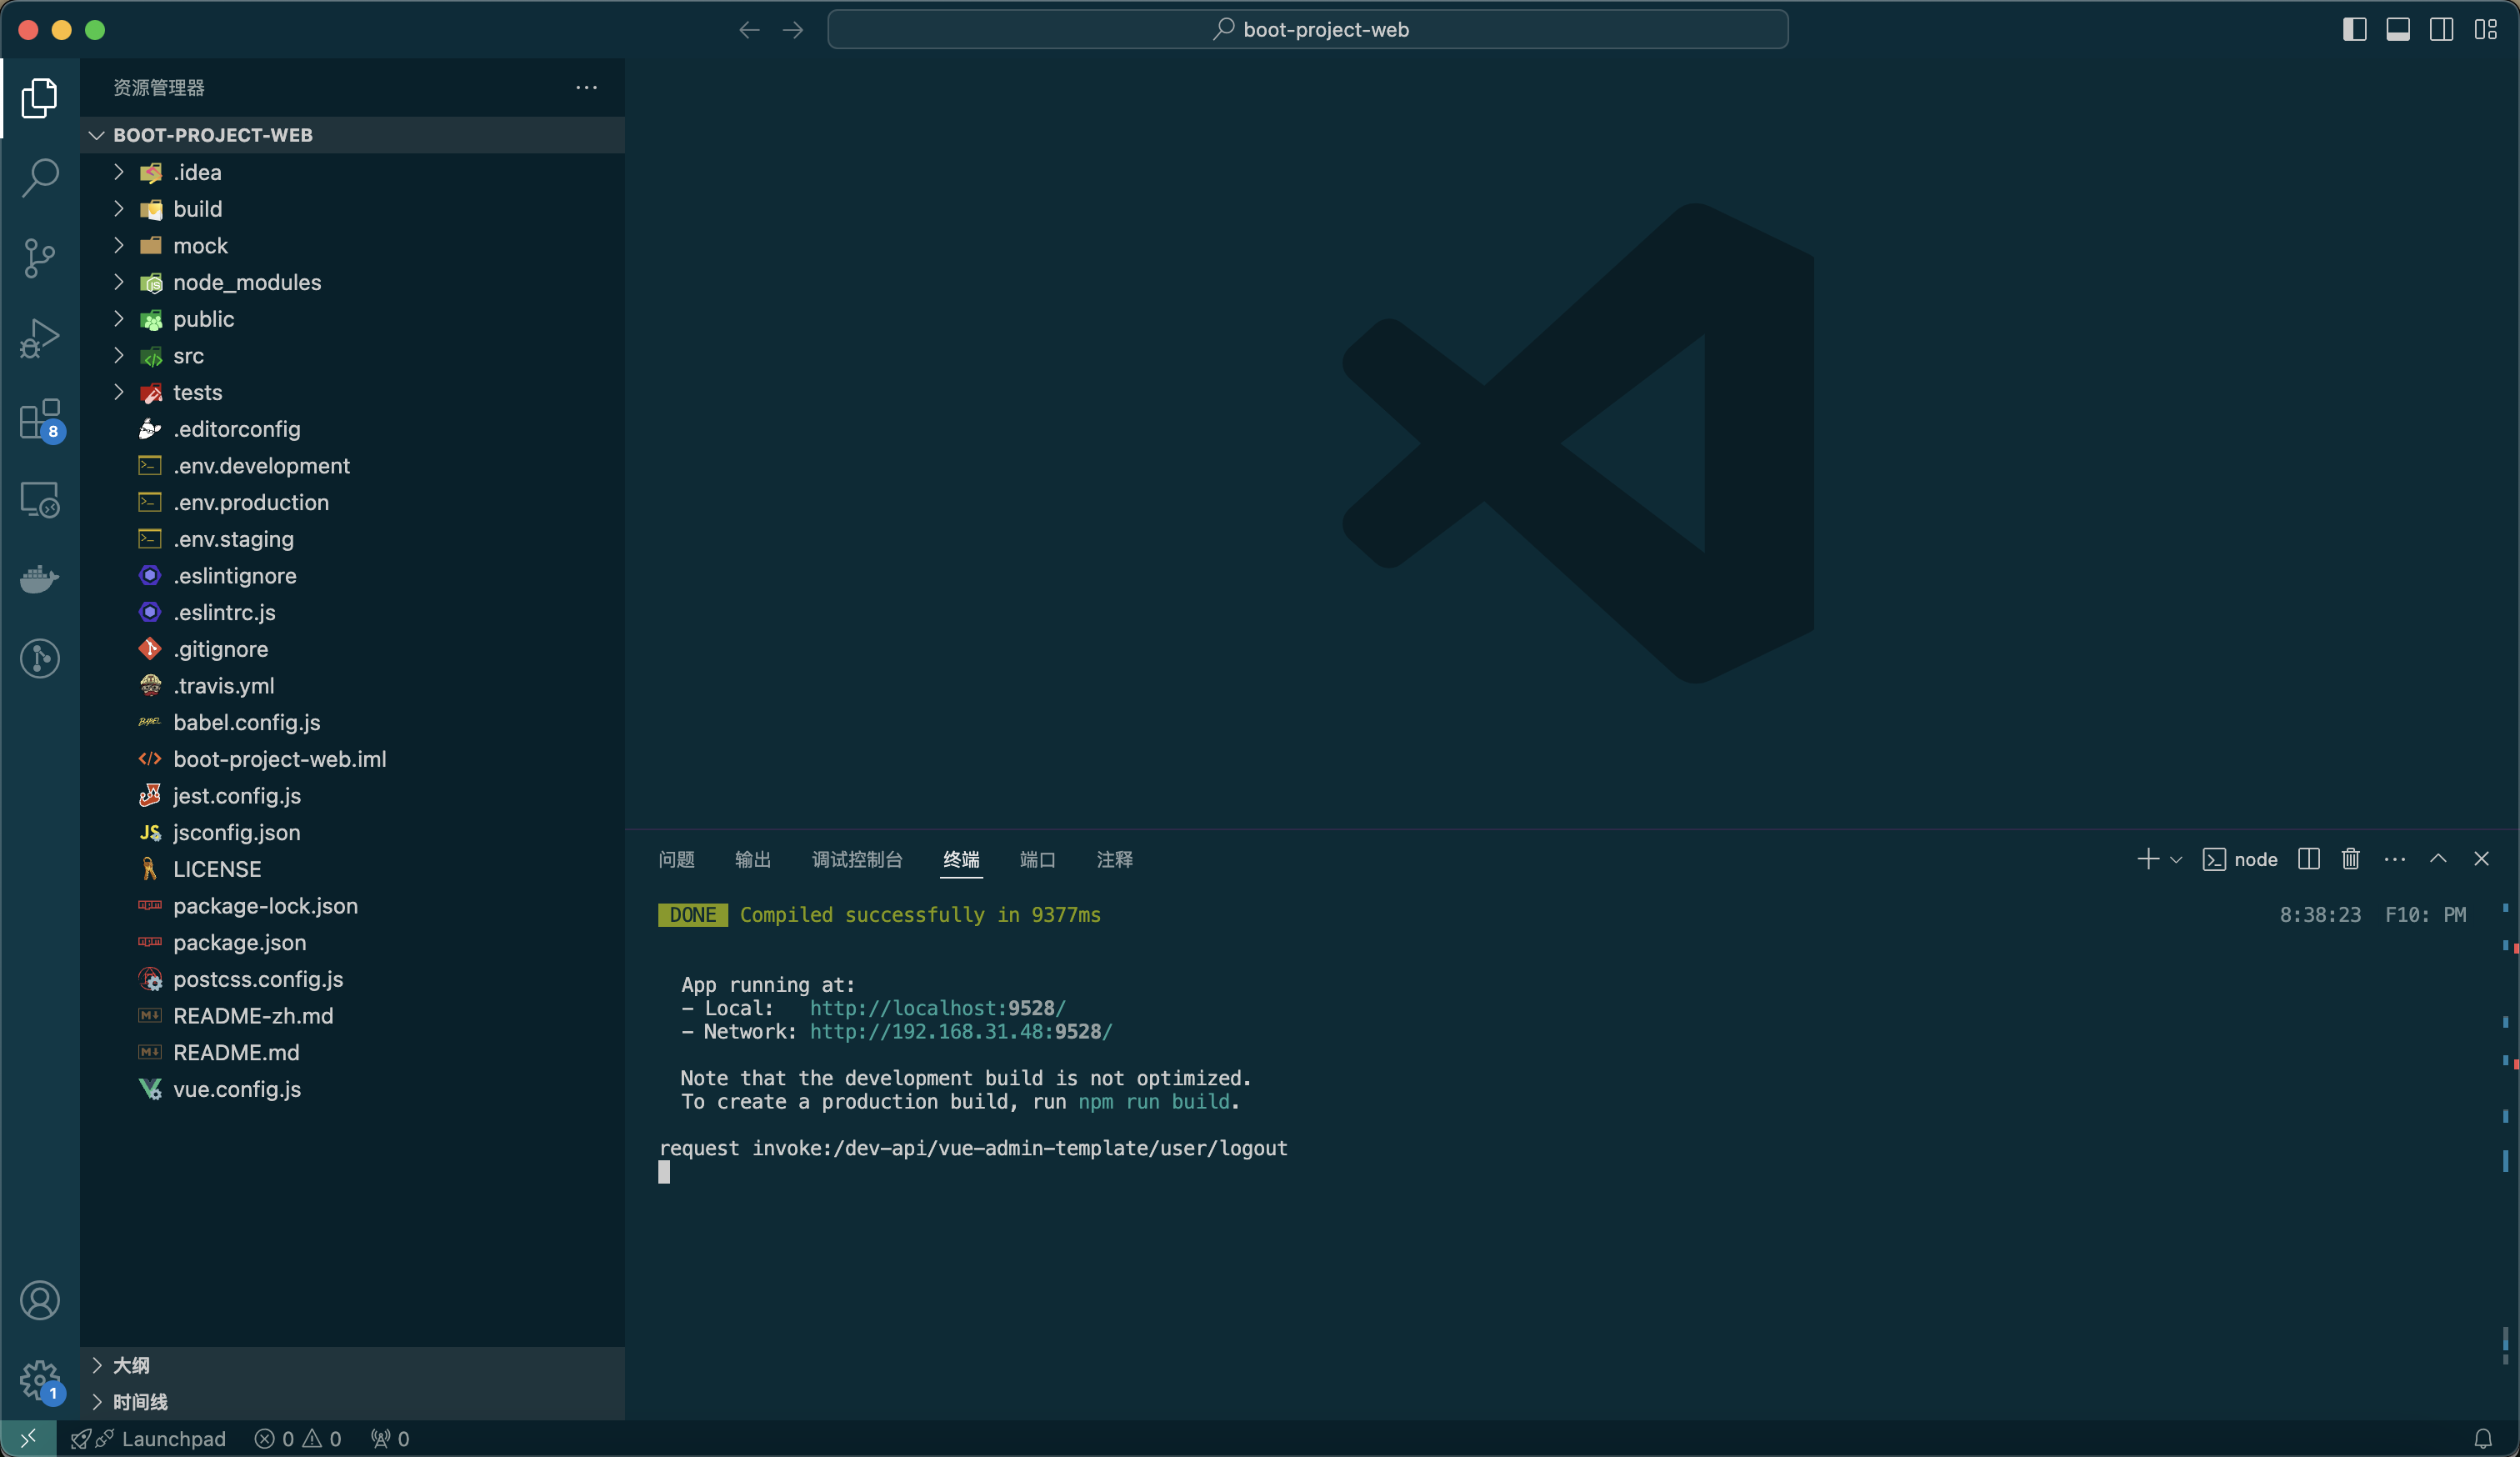 boot-project-web
资源管理器
BOOT-PROJECT-WEB
.idea
build
mock
node_modules
public
src
tests
.editorconfig
.env.development
.env.production
.env.staging
.eslintignore
.eslintrc.js
.gitignore
.travis.yml
babel.config.js
boot-project-web.iml
jest.config.js
jsconfig.json
LICENSE
package-lock.json
package.json
postcss.config.js
README-zh.md
README.md
vue.config.js
大纲
时间线
8
1
问题 输出 调试控制台 终端 端口 注释
node
DONE Compiled successfully in 9377ms 8:38:23 F10: PM
App running at:
- Local: http://localhost:9528/
- Network: http://192.168.31.48:9528/
Note that the development build is not optimized.
To create a production build, run npm run build.
request invoke:/dev-api/vue-admin-template/user/logout
Launchpad 0 0 0